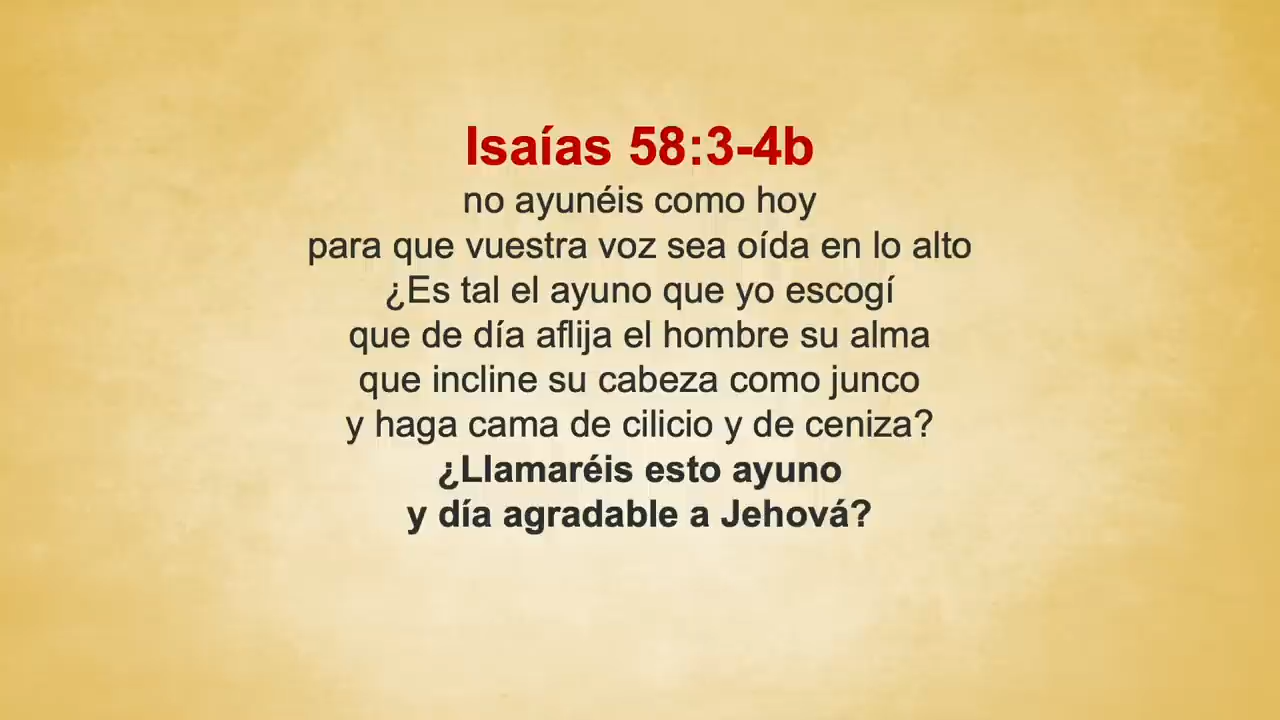 Isaías 58:3-4b
no ayunéis como hoy
para que vuestra voz sea oída en lo alto
¿Es tal el ayuno que yo escogí
que de día aflija el hombre su alma
que incline su cabeza como junco
y haga cama de cilicio y de ceniza?
¿Llamaréis esto ayuno
y día agradable a Jehová?